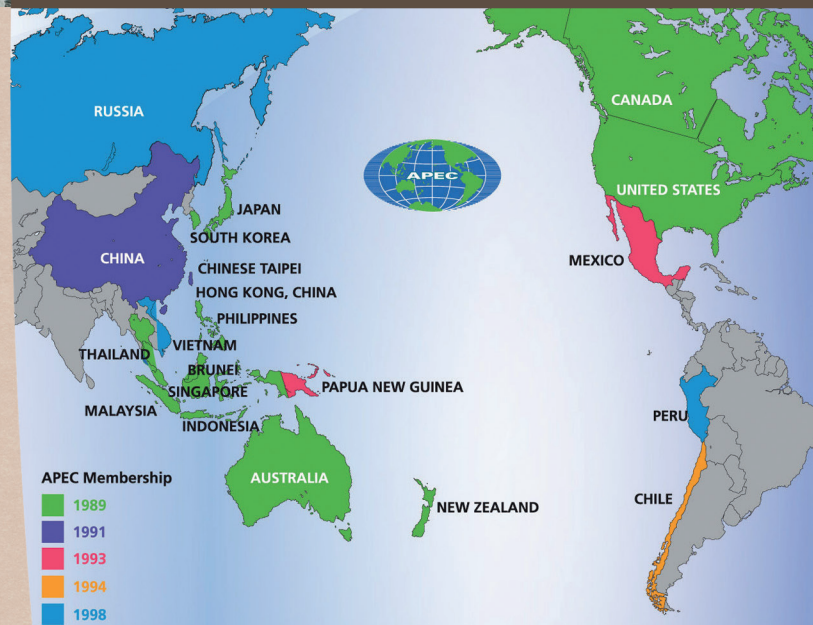 RUSSIA
CANADA
APEC
UNITED STATES
JAPAN
SOUTH KOREA
CHINA
MEXICO
CHINESE TAIPEI
HONG KONG, CHINA
PHILIPPINES
THAILAND
VIETNAM
BRUNEI
SINGAPORE
PAPUA NEW GUINEA
MALAYSIA
INDONESIA
PERU
AUSTRALIA
CHILE
NEW ZEALAND
APEC Membership
1989
1991
1993
1994
1998